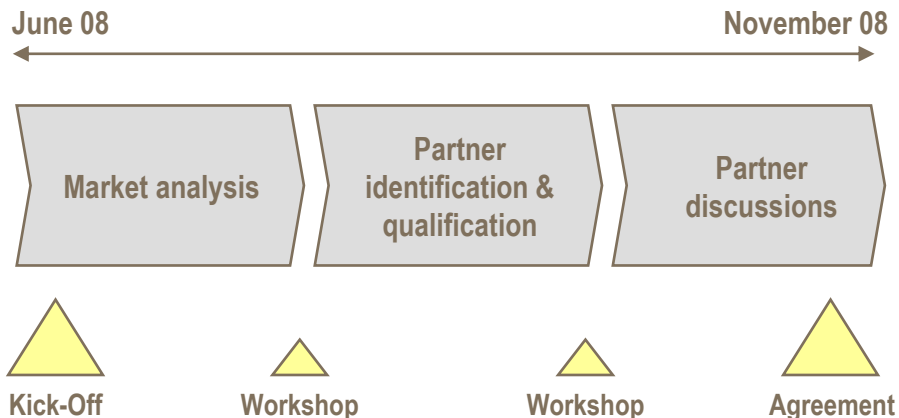 June 08
November 08
Market analysis
Partner
identification &
qualification
Partner
discussions
Kick-Off
Workshop
Workshop
Agreement